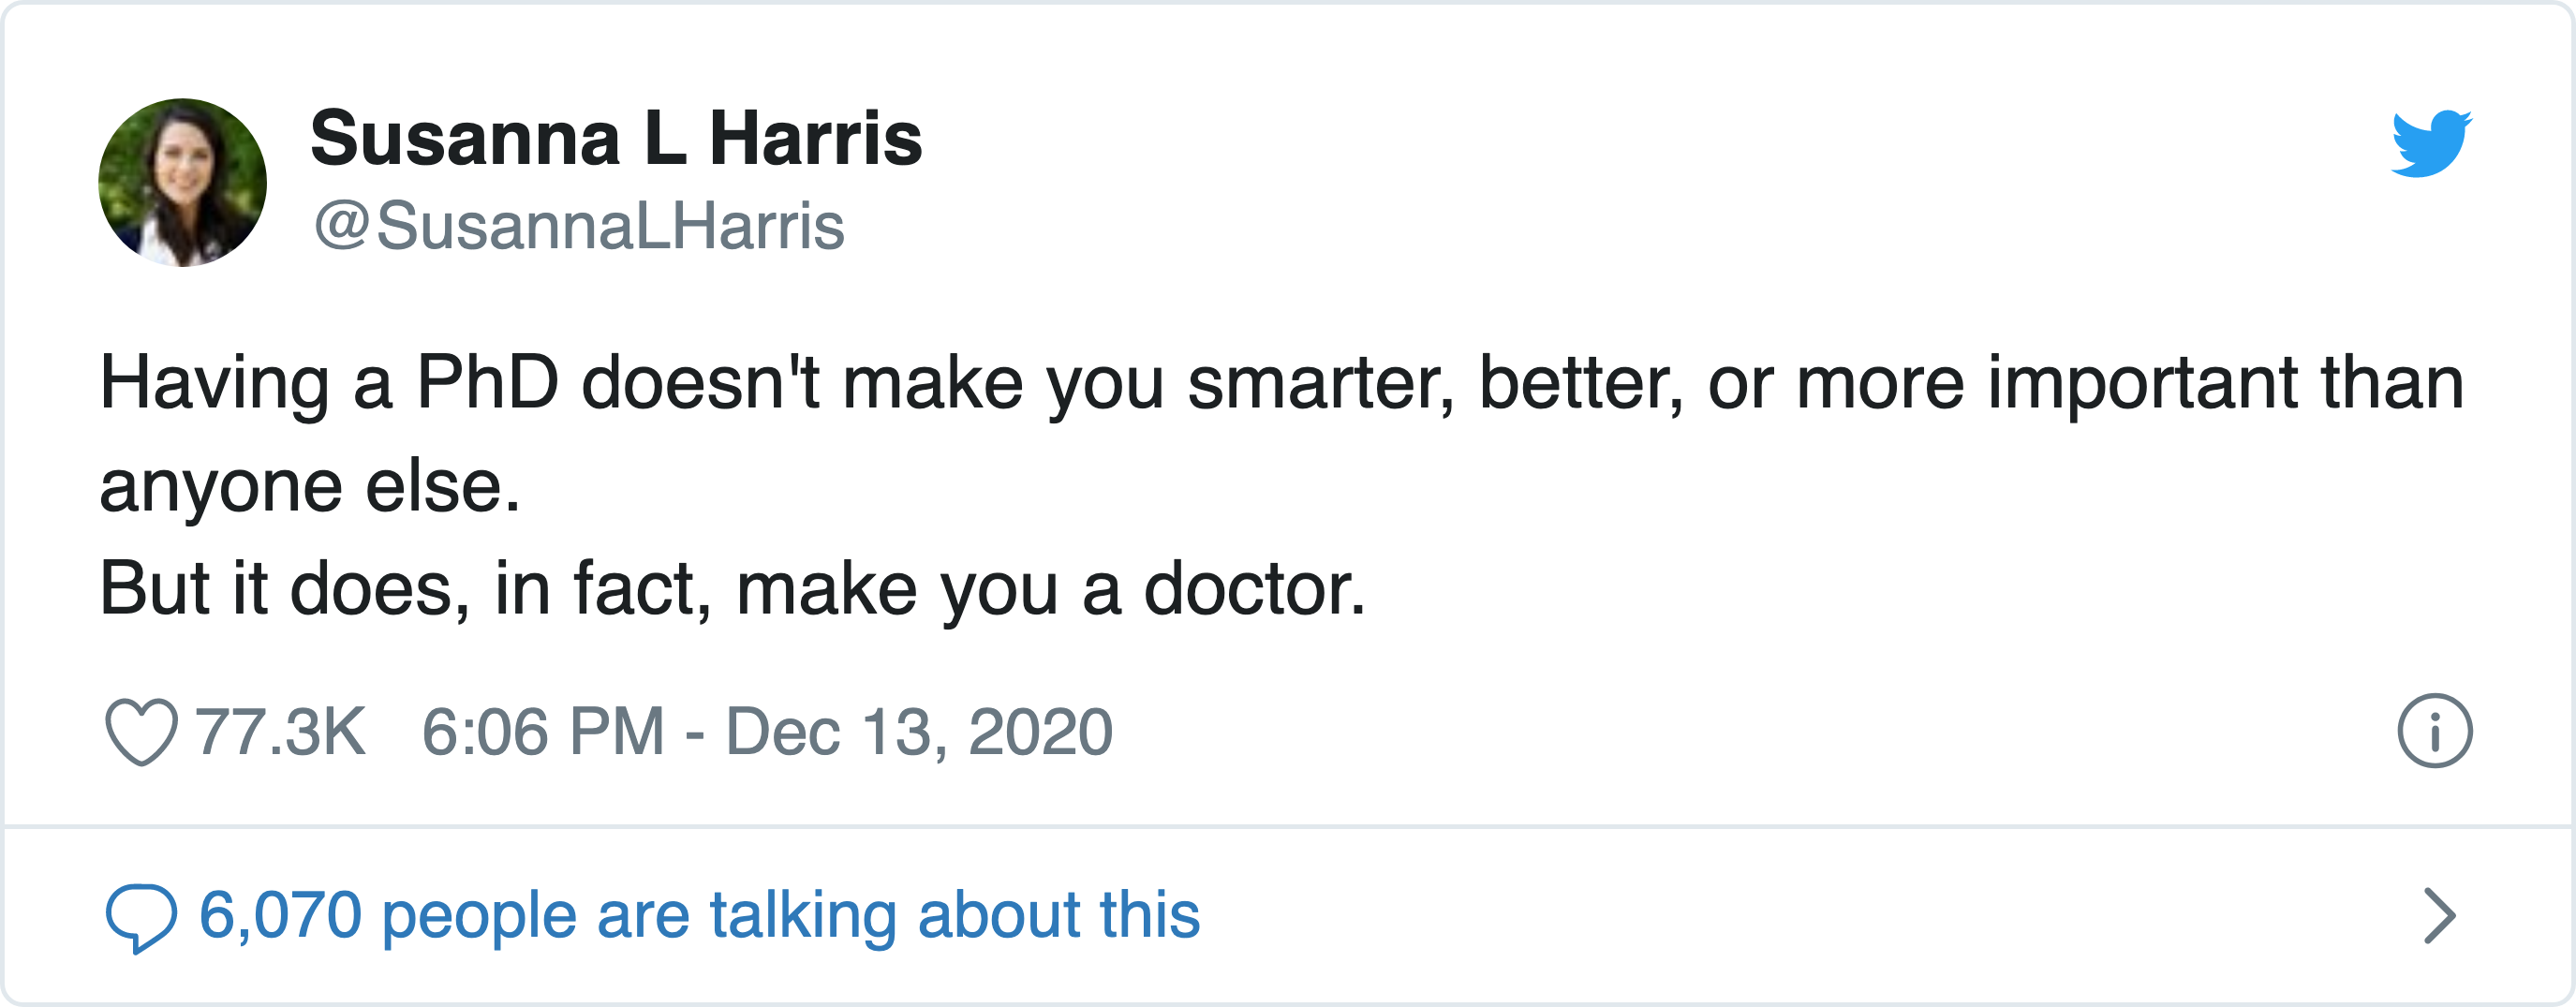 Susanna L Harris
@SusannaLHarris
Having a PhD doesn't make you smarter, better, or more important than
anyone else.
But it does, in fact, make you a doctor.
77.3K 6:06 PM - Dec 13, 2020
6,070 people are talking about this